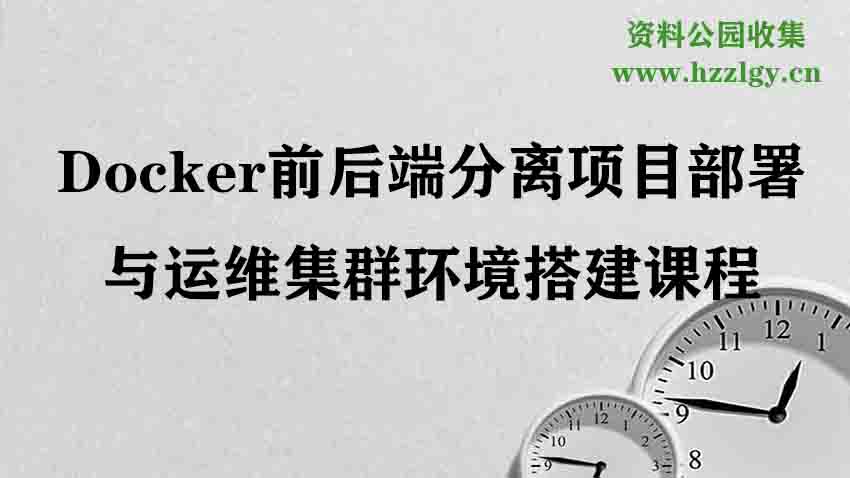 资料公园收集
www.hzzlgy.cn
Docker前后端分离项目部署
与运维集群环境搭建课程
11 12 1
10
9
8
11 12 1
10 2
9 3